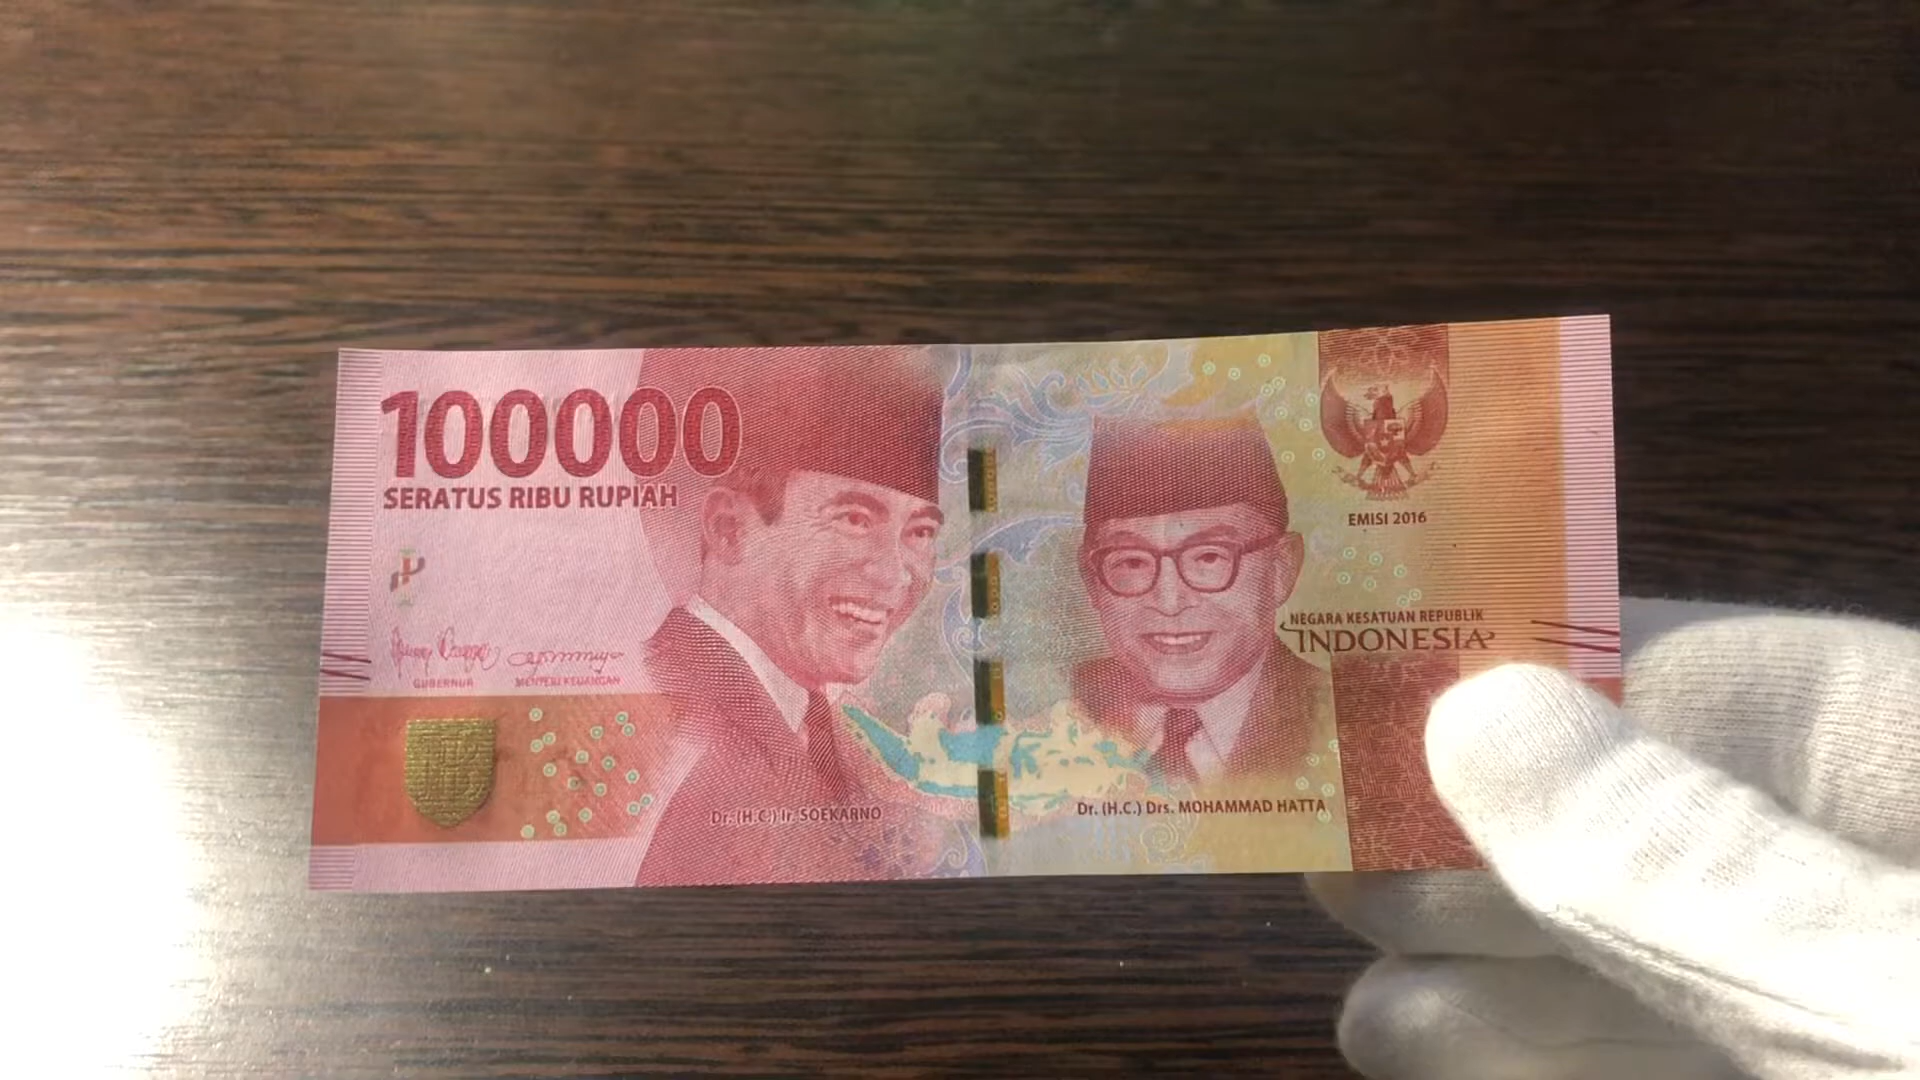 100000
SERATUS RIBU RUPIAH
EMISI 2016
NEGARA KESATUAN REPUBLIK
INDONESIA
GUBERNUR
MENTERI KEUANGAN
Dr. (H.C.) Ir. SOEKARNO
Dr. (H.C.) Drs. MOHAMMAD HATTA